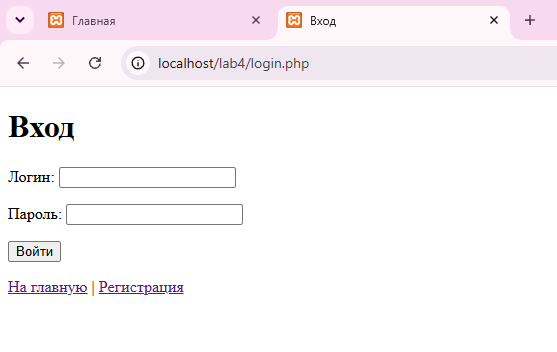 Главная
Вход
localhost/lab4/login.php
Вход
Логин:
Пароль:
Войти
На главную | Регистрация